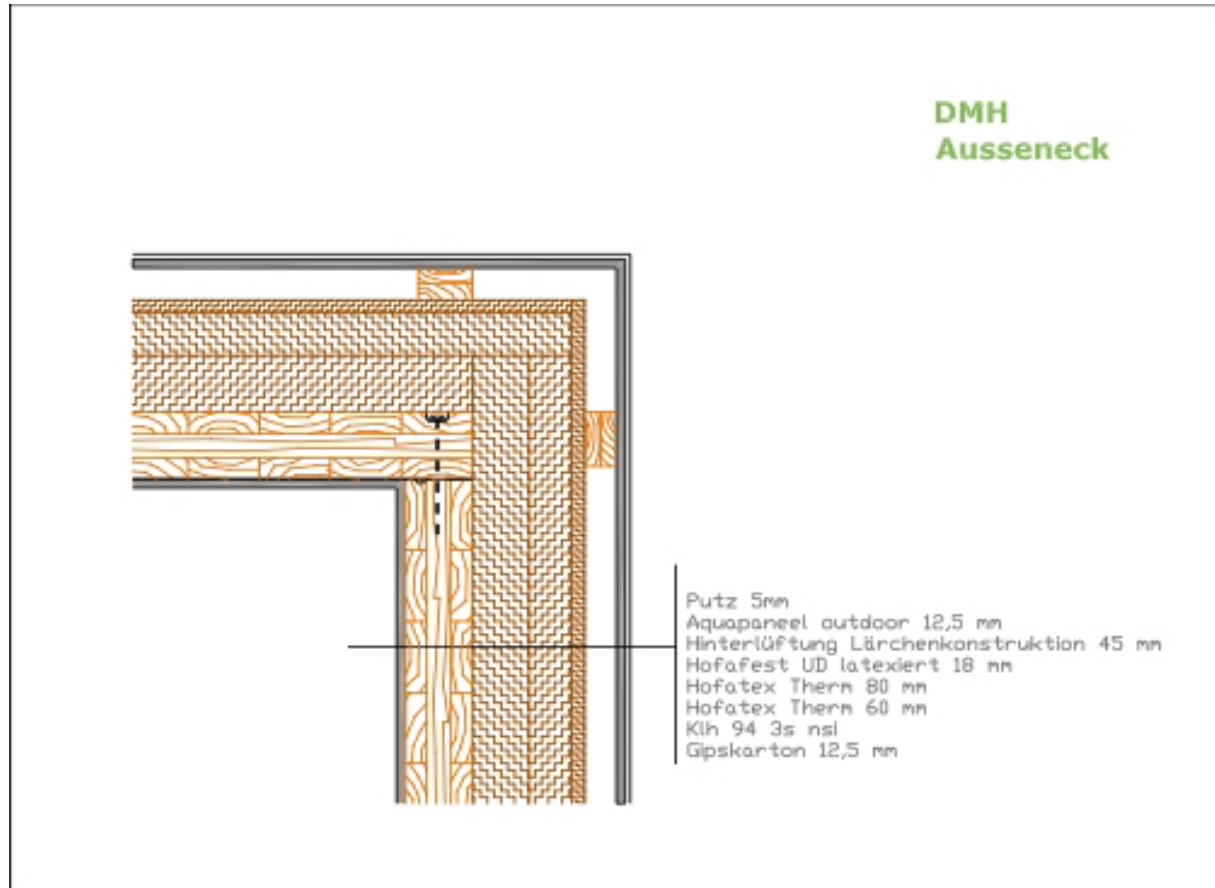 DMH
Ausseneck
Putz 5mm
Aquapaneel outdoor 12,5 mm
Hinterlüftung Lärchenkonstruktion 45 mm
Hofafest UD latexiert 18 mm
Hofatex Therm 80 mm
Hofatex Therm 60 mm
Klh 94 3s nsi
Gipskarton 12,5 mm